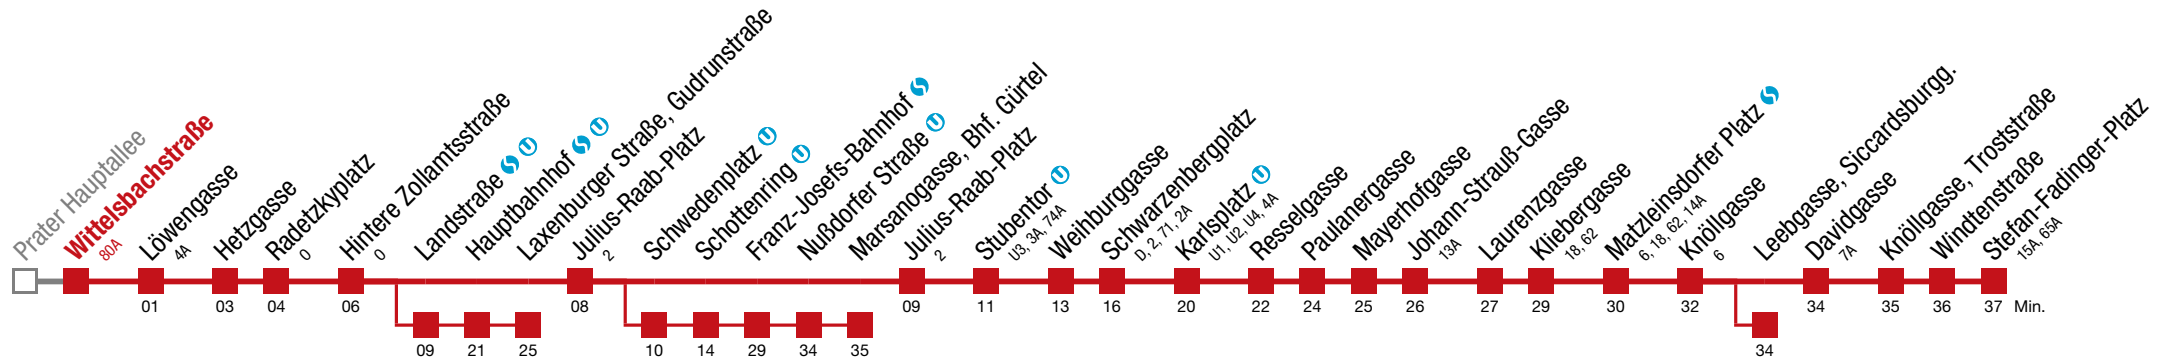 Prater Hauptallee
Wittelsbachstraße
80A
Löwengasse
4A
Hetzgasse
Radetzkyplatz
0
Hintere Zollamtsstraße
0
Landstraße S U
Hauptbahnhof S U
Laxenburger Straße, Gudrunstraße
Julius-Raab-Platz
2
Schwedenplatz U
Schottenring U
Franz-Josefs-Bahnhof S
Nußdorfer Straße U
Marsanogasse, Bhf. Gürtel
Julius-Raab-Platz
2
Stubentor U
U3, 3A, 74A
Weihburggasse
Schwarzenbergplatz
D, 2, 71, 2A
Karlsplatz U
U1, U2, U4, 4A
Resselgasse
Paulanergasse
Mayerhofgasse
Johann-Strauß-Gasse
13A
Laurenzgasse
Kliebergasse
18, 62
Matzleinsdorfer Platz S
6, 18, 62, 14A
Knöllgasse
6
Leebgasse, Siccardsburgg.
Davidgasse
7A
Knöllgasse, Troststraße
Windtenstraße
Stefan-Fadinger-Platz
15A, 65A
01 03 04 06 08 09 11 13 16 20 22 24 25 26 27 29 30 32 34 35 36 37 Min.
09 21 25 10 14 29 34 35 34